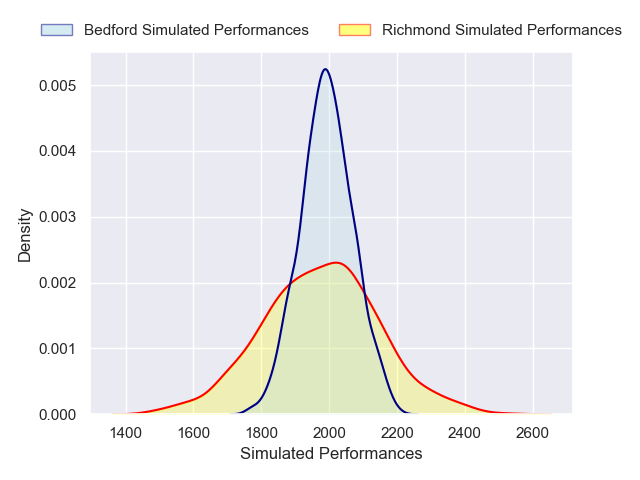 Bedford Simulated Performances
Richmond Simulated Performances
0.005
0.004
0.003
0.002
0.001
0.000
Density
1400 1600 1800 2000 2200 2400 2600
Simulated Performances